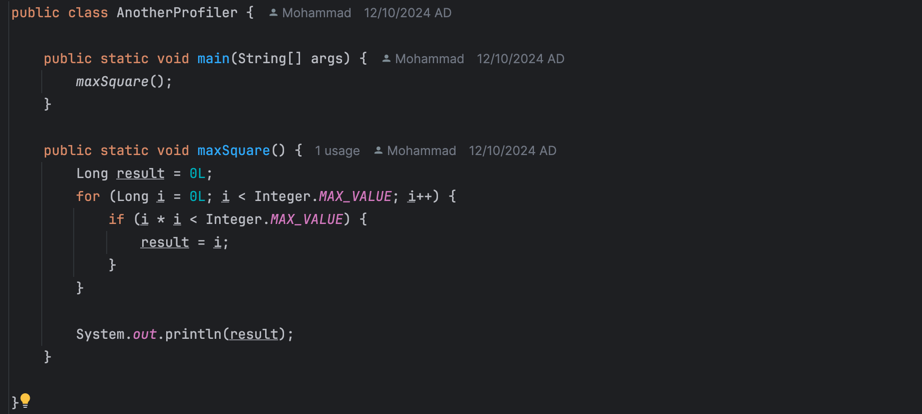 public class AnotherProfiler { Mohammad 12/10/2024 AD
public static void main(String[] args) { Mohammad 12/10/2024 AD
maxSquare();
}
public static void maxSquare() { 1 usage Mohammad 12/10/2024 AD
Long result = 0L;
for (Long i = 0L; i < Integer.MAX_VALUE; i++) {
if (i * i < Integer.MAX_VALUE) {
result = i;
}
}
System.out.println(result);
}
}